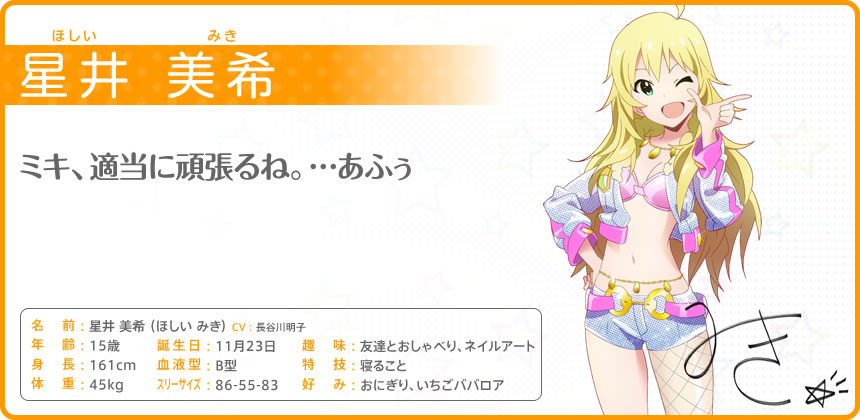 ほしい みき
星井 美希
ミキ、適当に頑張るね。…あふぅ
名 前：星井 美希 (ほしい みき) CV：長谷川明子
年 齢：15歳 誕生日：11月23日 趣 味：友達とおしゃべり、ネイルアート
身 長：161cm 血液型：B型 特 技：寝ること
体 重：45kg スリーサイズ：86-55-83 好 み：おにぎり、いちごババロア
みき